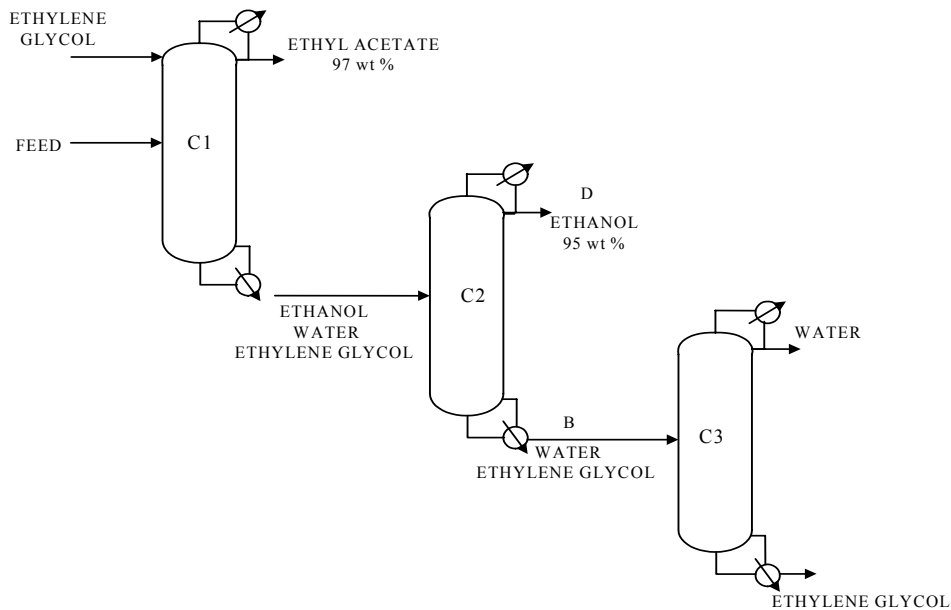 ETHYLENE
GLYCOL
ETHYL ACETATE
97 wt %
FEED
C1
D
ETHANOL
95 wt %
C2
ETHANOL
WATER
ETHYLENE GLYCOL
WATER
B
WATER
ETHYLENE GLYCOL
C3
ETHYLENE GLYCOL